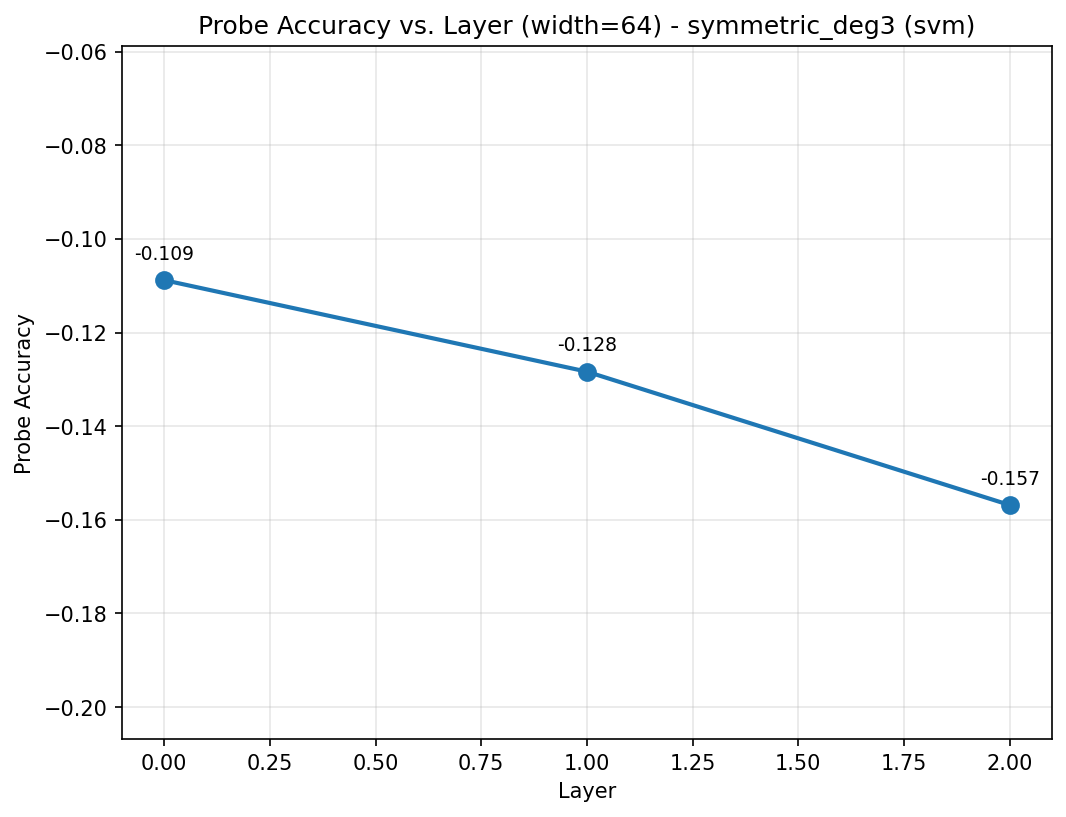 Probe Accuracy vs. Layer (width=64) - symmetric_deg3 (svm)
−0.06
−0.08
−0.10
−0.12
−0.14
−0.16
−0.18
−0.20
Probe Accuracy
-0.109
-0.128
-0.157
0.00 0.25 0.50 0.75 1.00 1.25 1.50 1.75 2.00
Layer